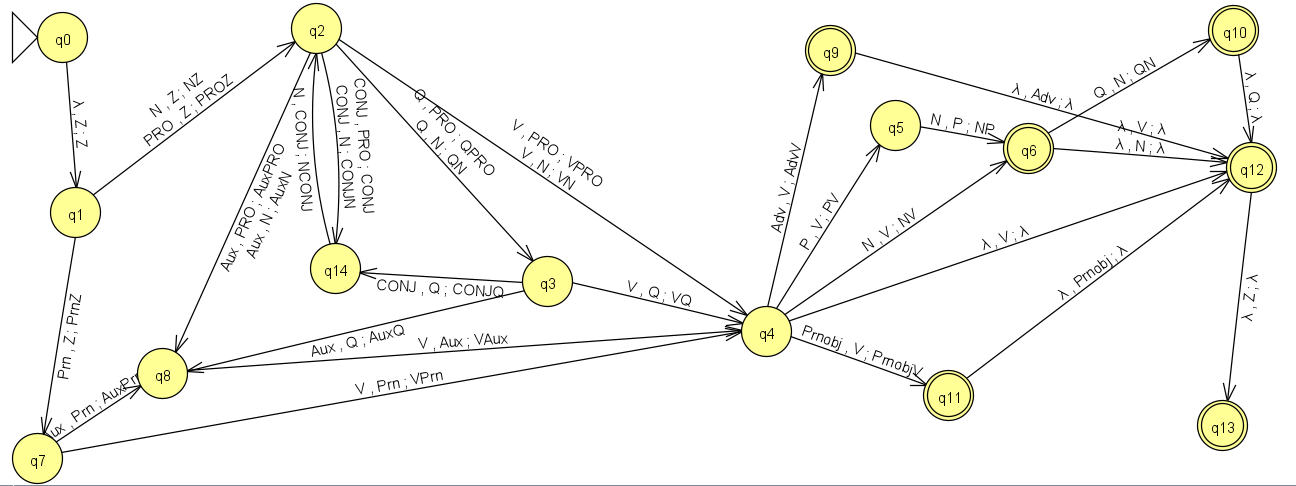 q0
λ , Z ; Z
q1
N , Z ; NZ
PRO , Z ; PROZ
q2
Prn , Z ; PrnZ
q7
ux , Prn ; AuxPr
q8
V , Prn ; VPrn
Aux , PRO ; AuxPRO
Aux , N ; AuxN
N , CONJ ; NCONJ
CONJ , PRO ; CONJ
CONJ , N ; CONJN
q14
Q , PRO ; QPRO
Q , N ; QN
q3
CONJ , Q ; CONJQ
Aux , Q ; AuxQ
V , Aux ; VAux
V , PRO ; VPRO
V , N ; VN
V , Q ; VQ
q4
Adv , V ; AdvV
q9
P , V ; PV
q5
N , P ; NP
N , V ; NV
q6
λ , V ; λ
Prnobj , V ; PrnobjV
q11
λ , Prnobj ; λ
λ , Adv ; λ
Q , N ; QN
q10
λ , Q ; λ
λ , V ; λ
λ , N ; λ
q12
λ , Z ; λ
q13